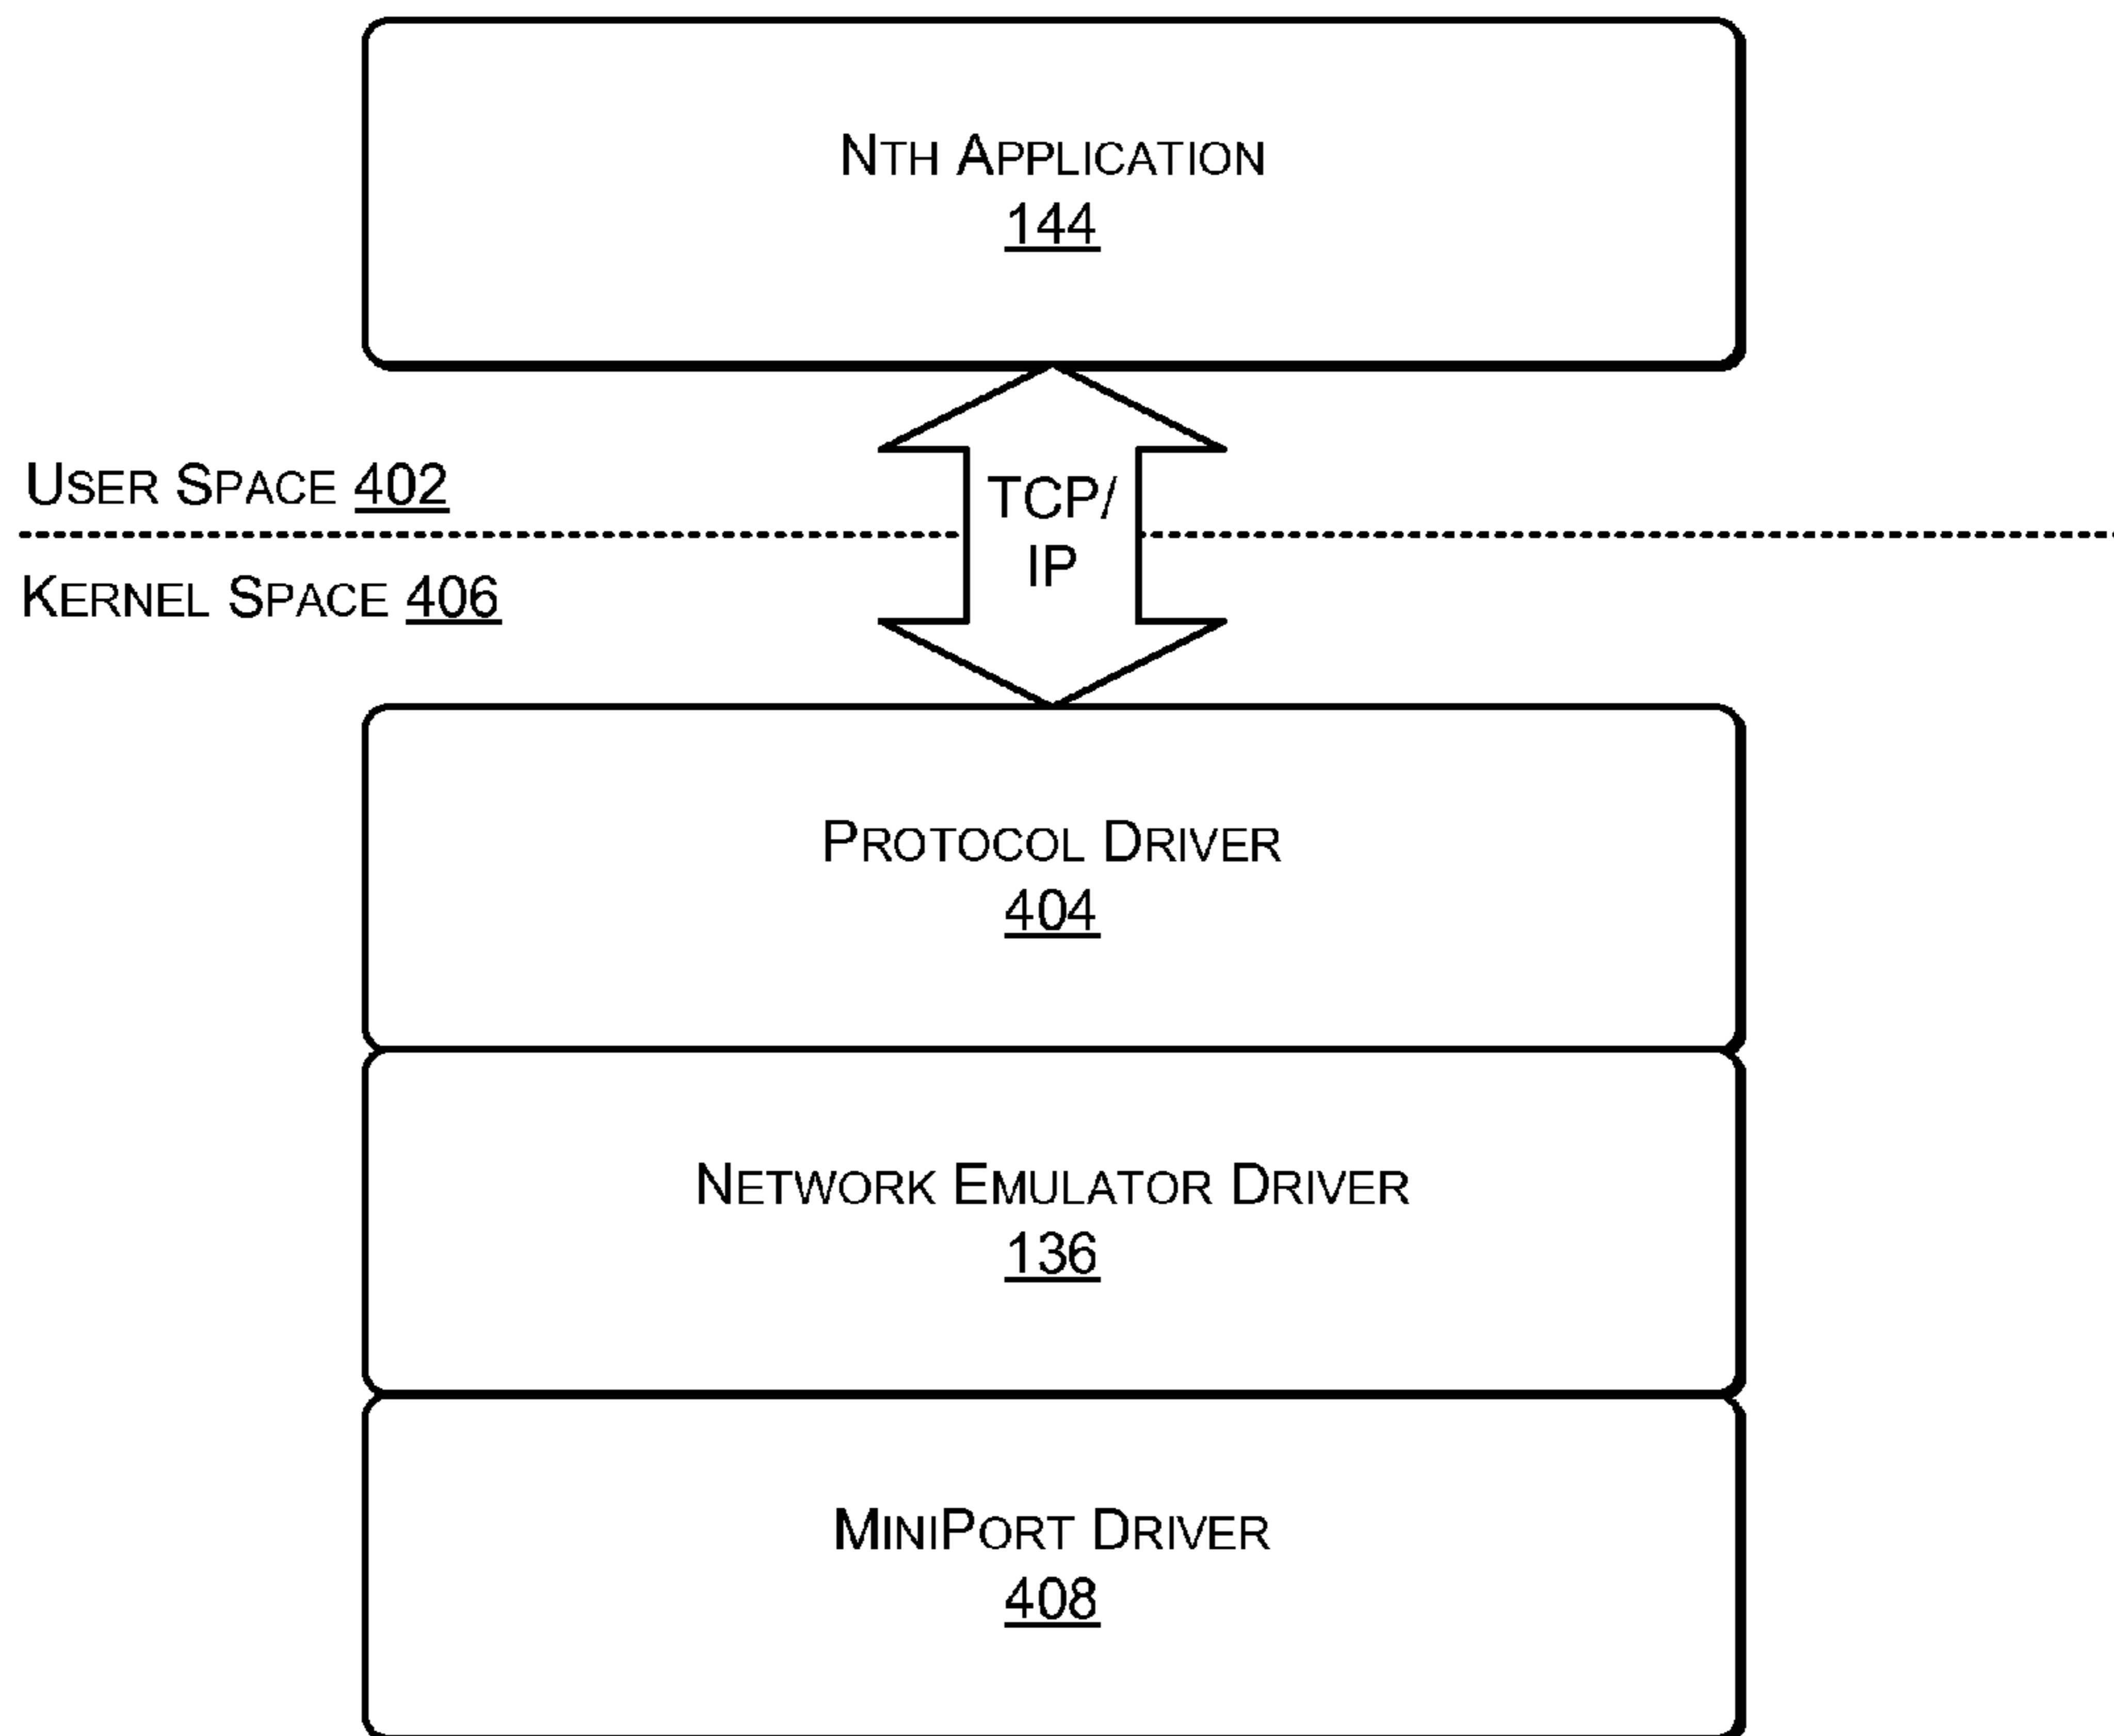 NTH APPLICATION
144
USER SPACE 402
TCP/
IP
KERNEL SPACE 406
PROTOCOL DRIVER
404
NETWORK EMULATOR DRIVER
136
MINIPORT DRIVER
408